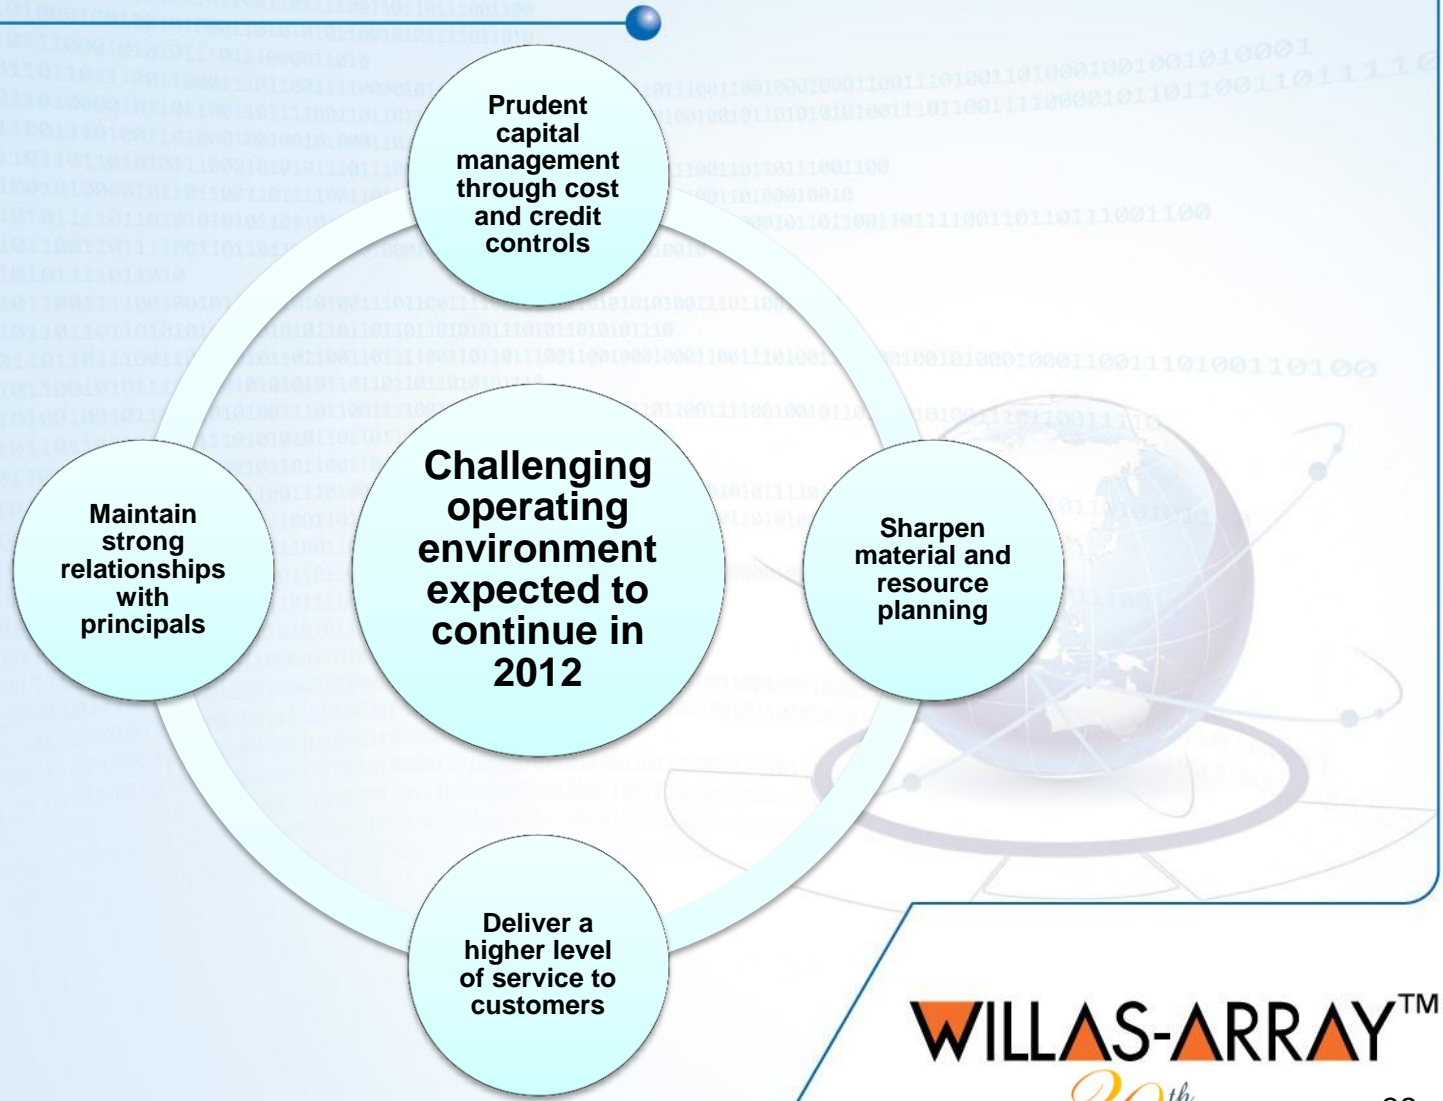 Prudent
capital
management
through cost
and credit
controls
Maintain
strong
relationships
with
principals
Challenging
operating
environment
expected to
continue in
2012
Sharpen
material and
resource
planning
Deliver a
higher level
of service to
customers
WILLAS-ARRAY™